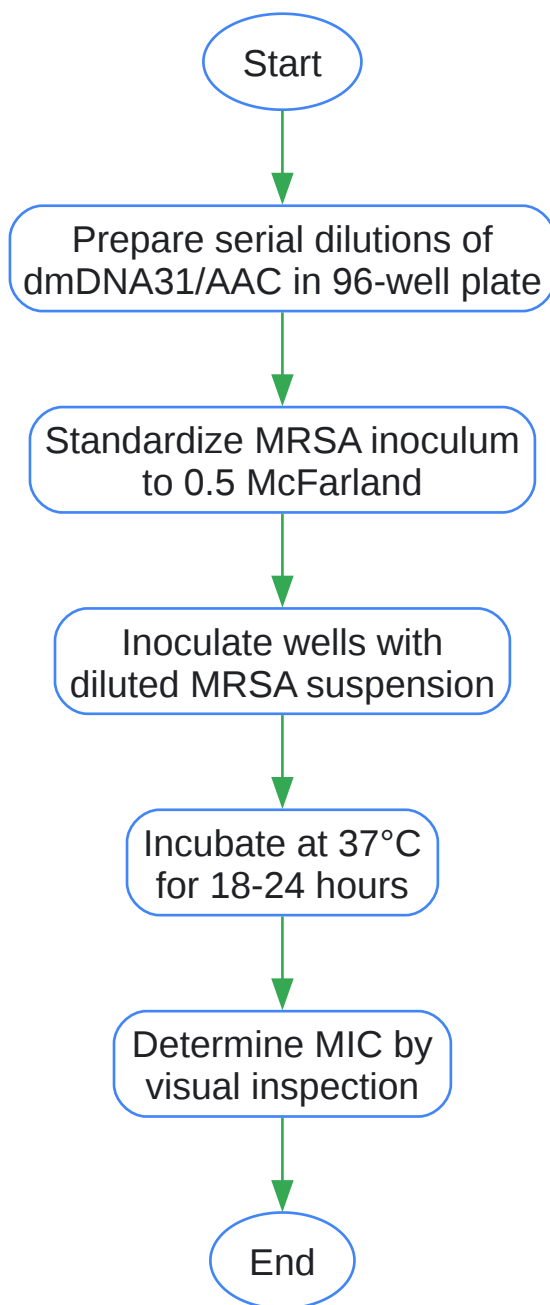 Start
Prepare serial dilutions of
dmDNA31/AAC in 96-well plate
Standardize MRSA inoculum
to 0.5 McFarland
Inoculate wells with
diluted MRSA suspension
Incubate at 37°C
for 18-24 hours
Determine MIC by
visual inspection
End